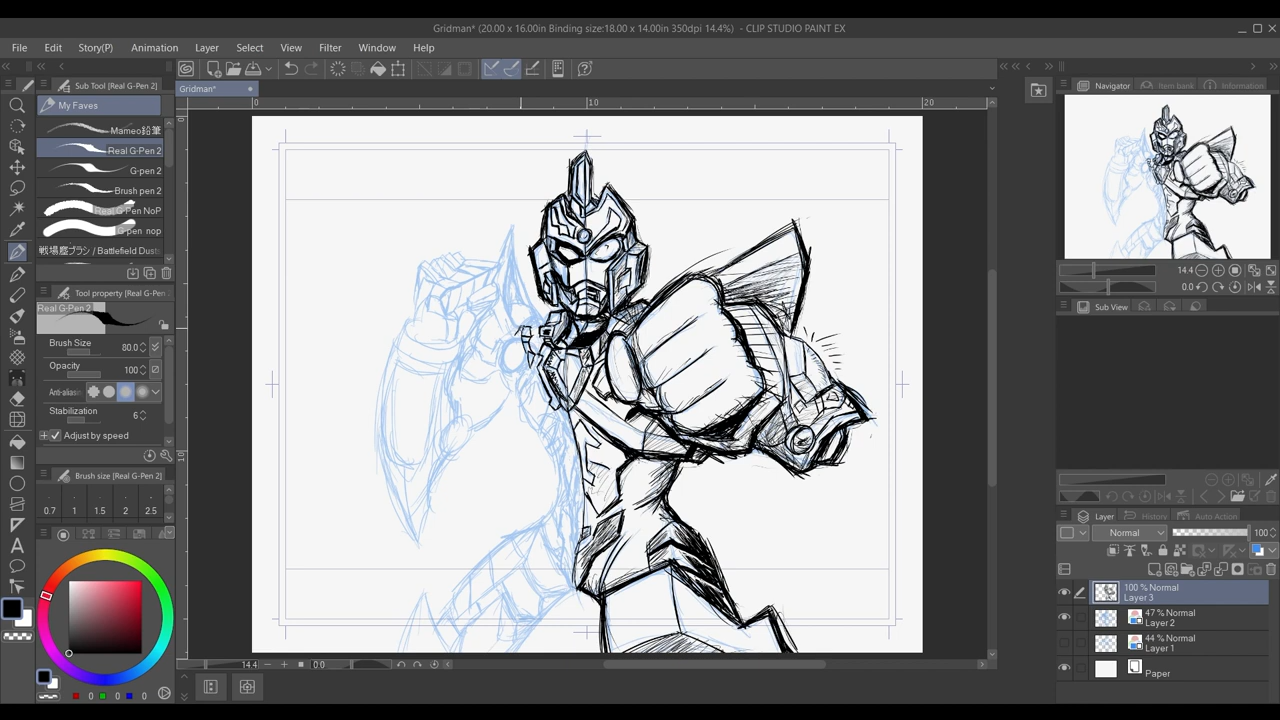 Gridman* (20.00 x 16.00in Binding size:18.00 x 14.00in 350dpi 14.4%) - CLIP STUDIO PAINT EX
File Edit Story(P) Animation Layer Select View Filter Window Help
Sub Tool [Real G-Pen 2]
My Faves
Mameo鉛筆
Real G-Pen 2
G-pen 2
Brush pen 2
Real G-Pen NoP
G-pen nop
戦場塵ブラシ / Battlefield Dust
Tool property [Real G-Pen
Real G-Pen 2
Brush Size 80.0
Opacity 100
Anti-aliasing
Stabilization 6
Adjust by speed
Brush size [Real G-Pen 2]
0.7 1 1.5 2 2.5
0 0 0
Gridman*
0 10 20
0
10
14.4 0.0
Navigator Item bank Information
14.4
0.0
Sub View
Layer History Auto Action
Normal 100
100 % Normal
Layer 3
47 % Normal
Layer 2
44 % Normal
Layer 1
Paper